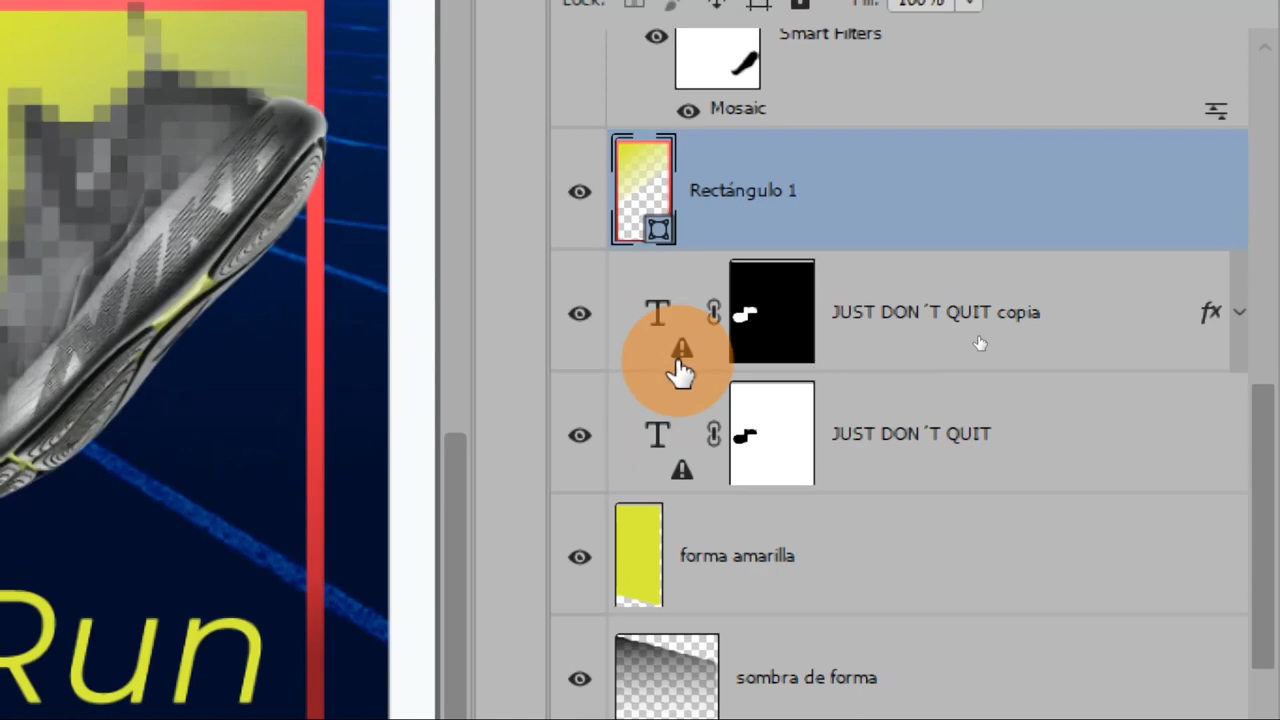 Lock:
Fill:
100%
Smart Filters
Mosaic
Rectángulo 1
T
JUST DON´T QUIT copia
fx
T
JUST DON´T QUIT
forma amarilla
Run
sombra de forma